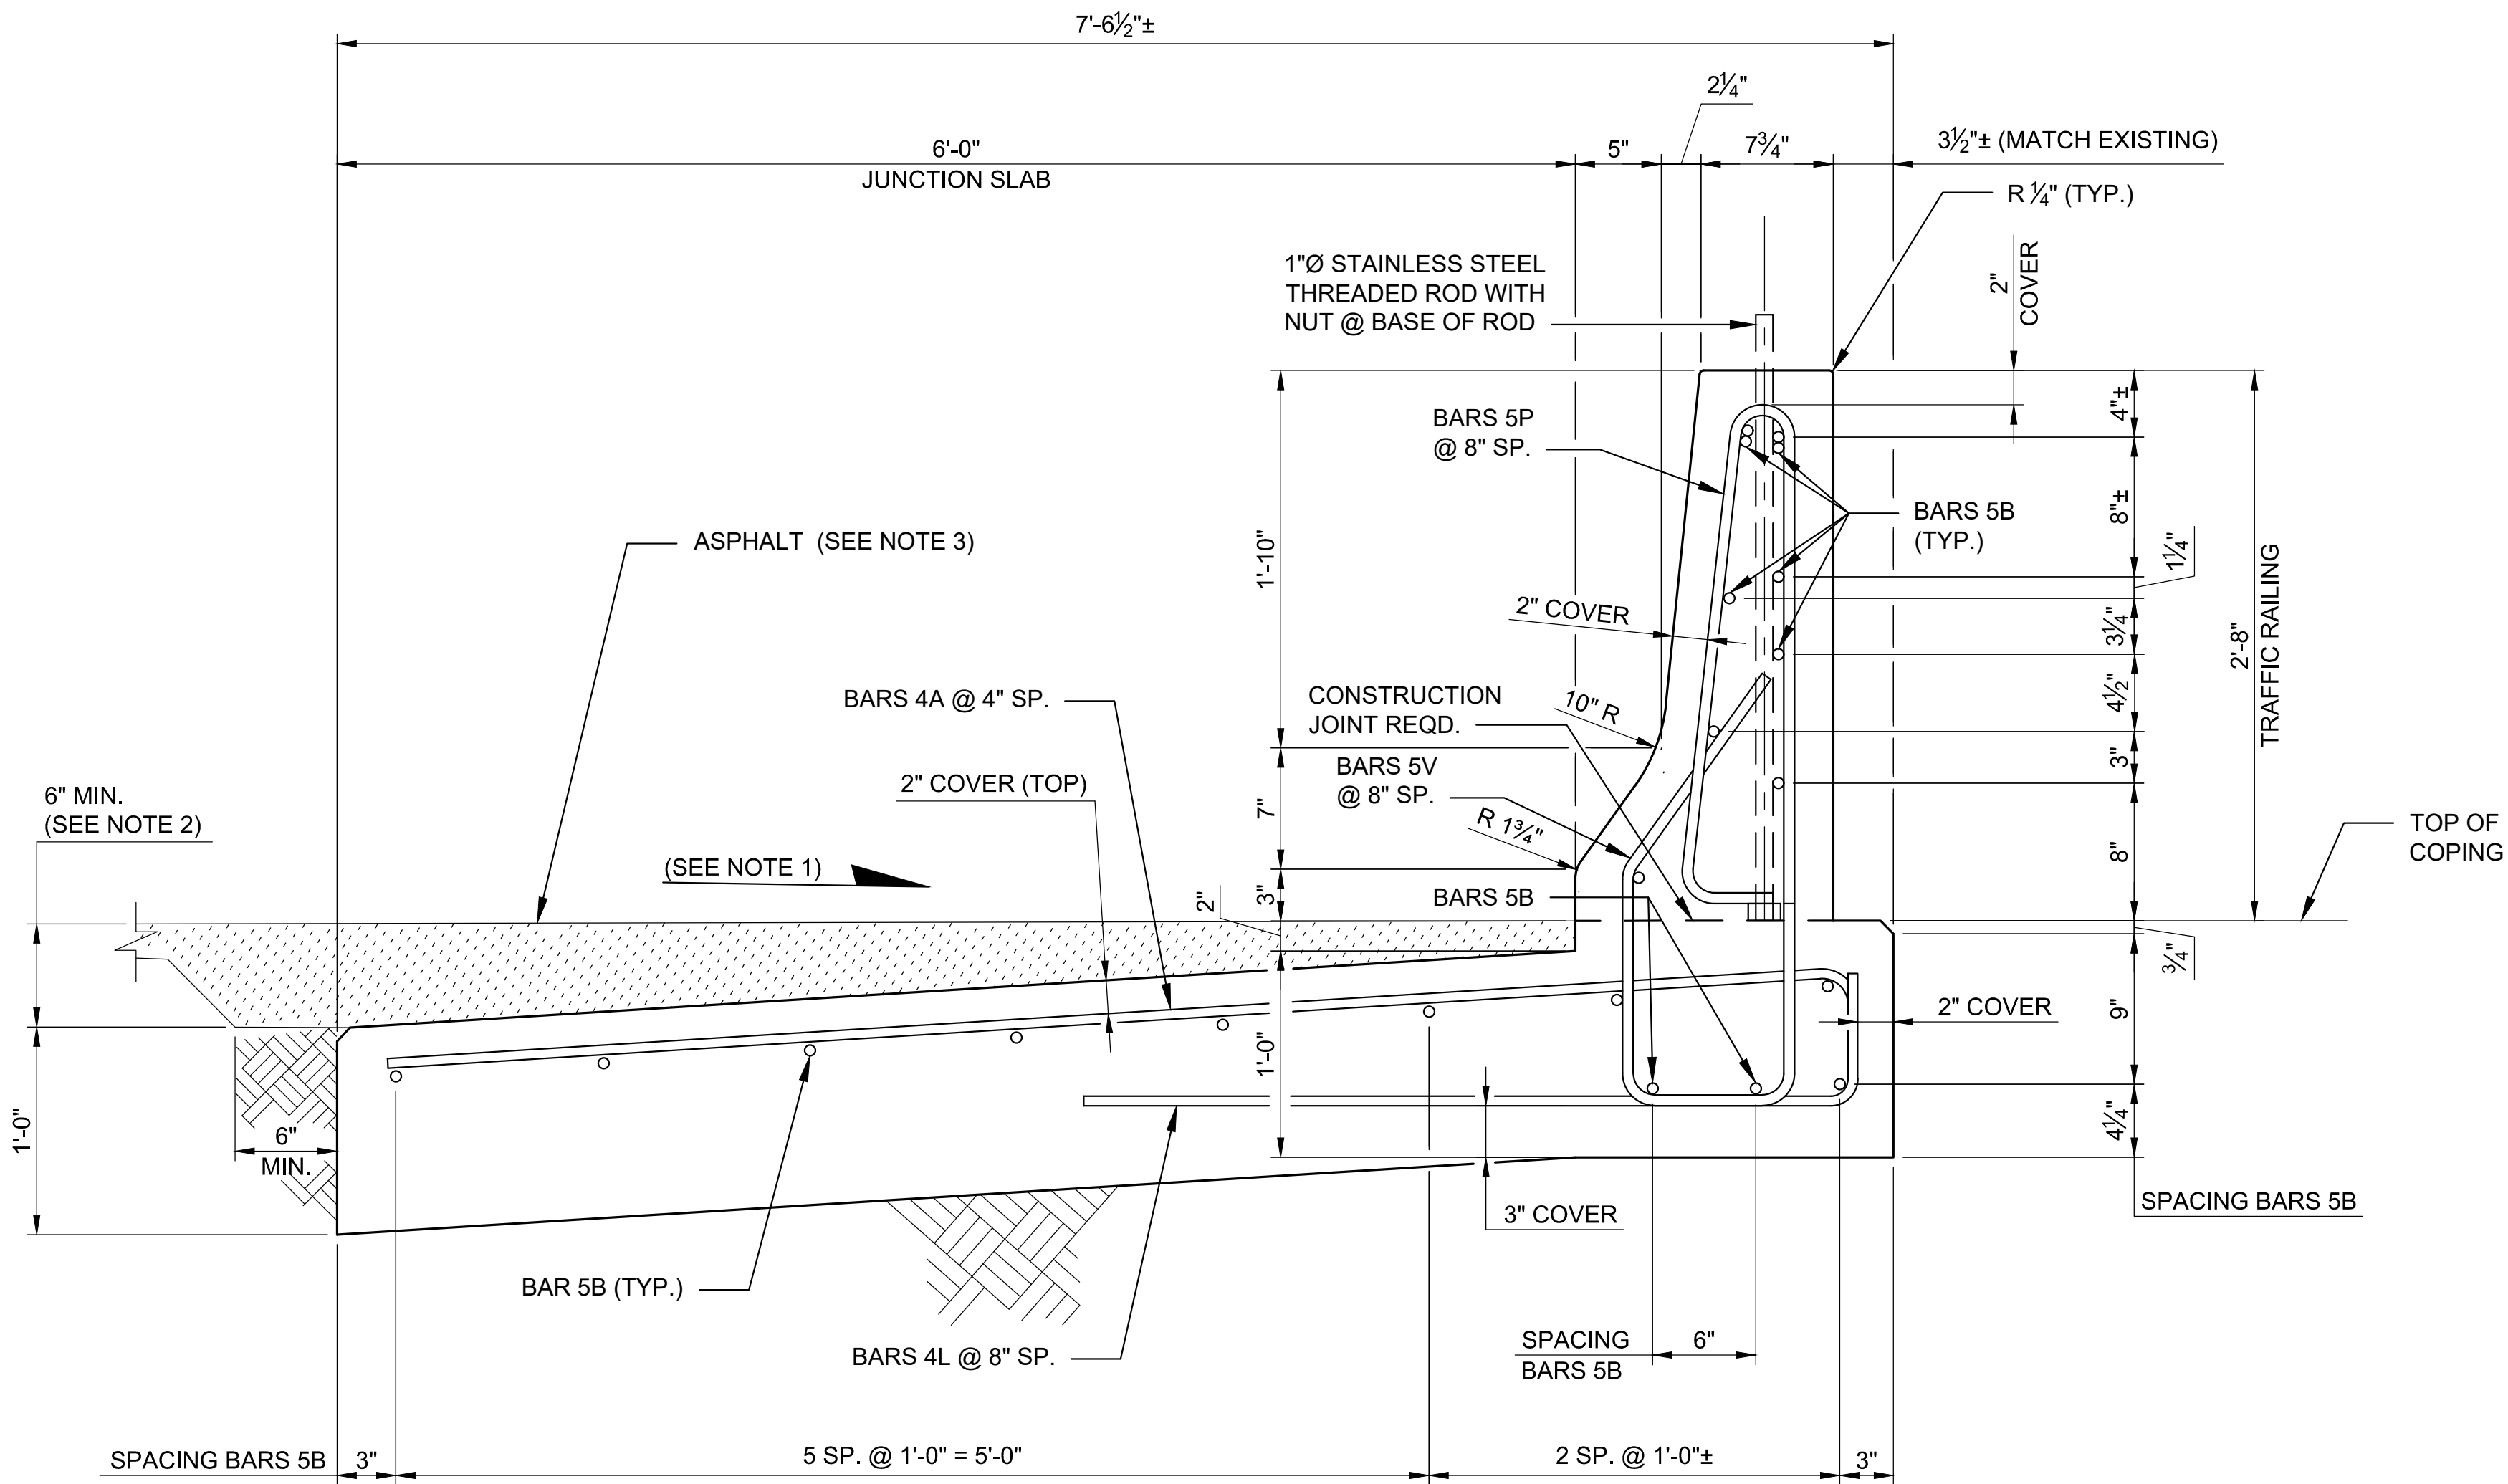 7'-6½"±
2¼"
6'-0"
JUNCTION SLAB
5"
7¾"
3½"± (MATCH EXISTING)
R ¼" (TYP.)
2"
COVER
1"Ø STAINLESS STEEL
THREADED ROD WITH
NUT @ BASE OF ROD
BARS 5P
@ 8" SP.
4"±
8"±
BARS 5B
(TYP.)
1¼"
ASPHALT (SEE NOTE 3)
1'-10"
2" COVER
3¼"
2'-8"
TRAFFIC RAILING
BARS 4A @ 4" SP.
CONSTRUCTION
JOINT REQD.
10" R
4½"
3"
2" COVER (TOP)
BARS 5V
@ 8" SP.
7"
R 1¾"
6" MIN.
(SEE NOTE 2)
TOP OF
COPING
8"
(SEE NOTE 1)
3"
2"
BARS 5B
¾"
2" COVER
9"
1'-0"
1'-0"
6"
MIN.
4¼"
SPACING BARS 5B
3" COVER
BAR 5B (TYP.)
BARS 4L @ 8" SP.
SPACING
BARS 5B
6"
SPACING BARS 5B
3"
5 SP. @ 1'-0" = 5'-0"
2 SP. @ 1'-0"±
3"